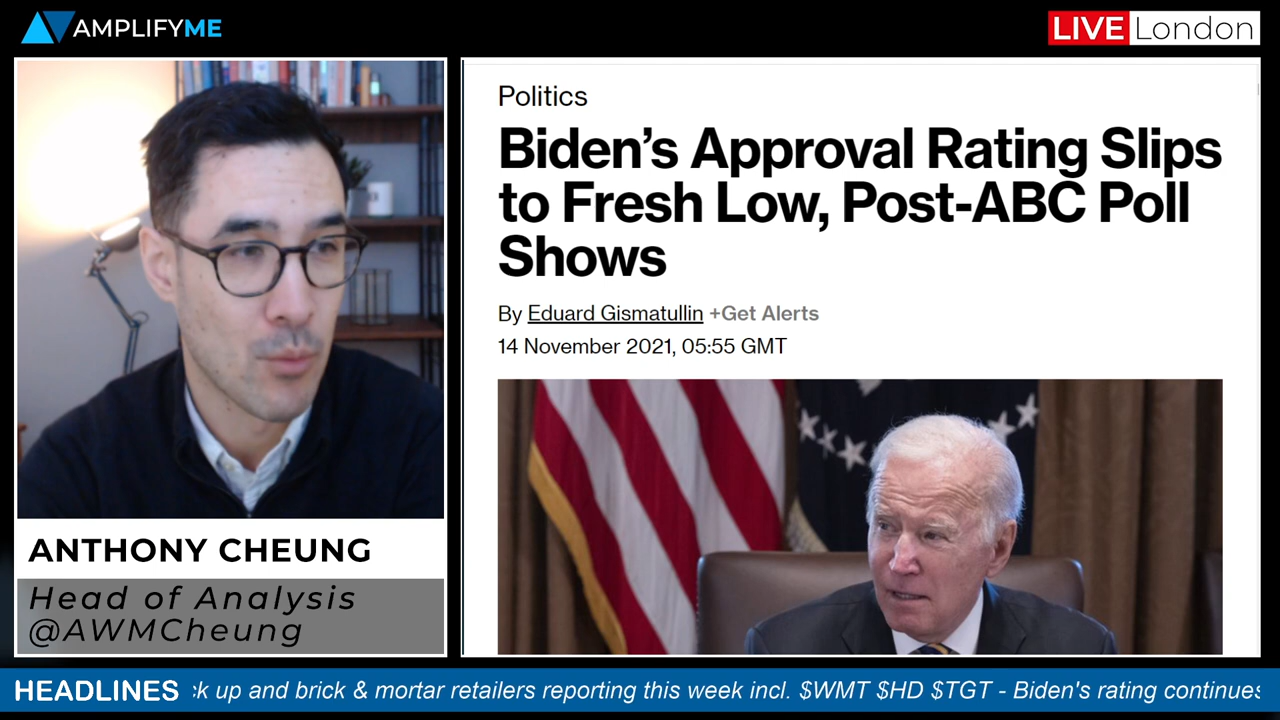 AMPLIFYME
LIVE London
Politics
Biden's Approval Rating Slips
to Fresh Low, Post-ABC Poll
Shows
By Eduard Gismatullin +Get Alerts
14 November 2021, 05:55 GMT
ANTHONY CHEUNG
Head of Analysis
@AWMCheung
HEADLINES up and brick & mortar retailers reporting this week incl. $WMT $HD $TGT - Biden's rating continues